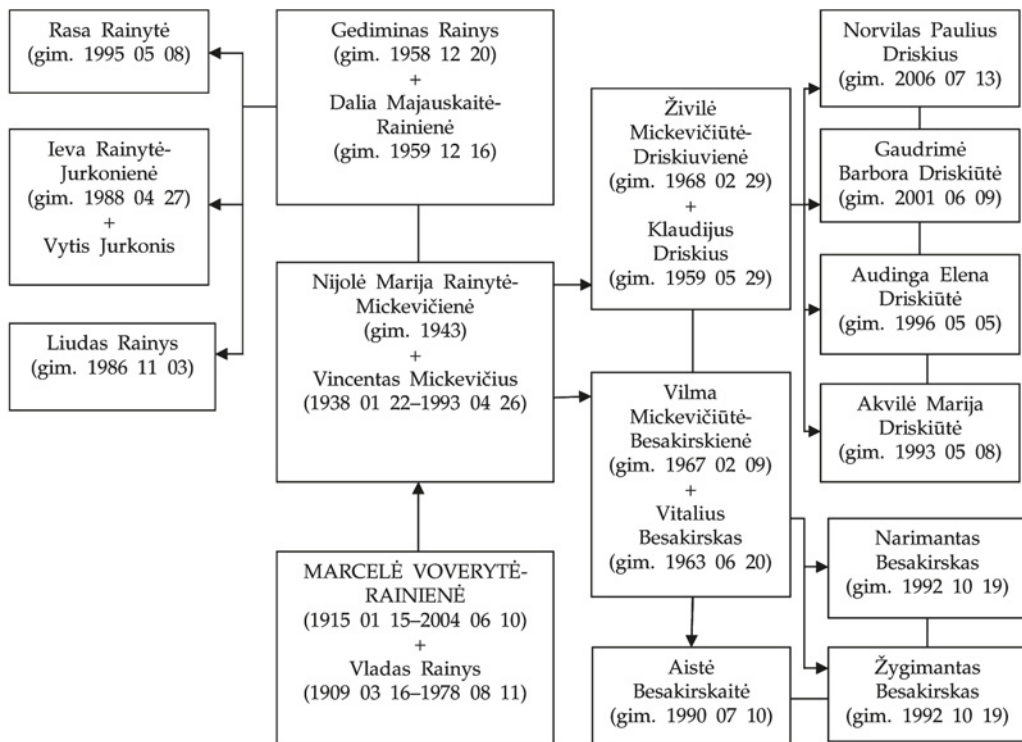 Rasa Rainytė
(gim. 1995 05 08)
Ieva Rainytė-
Jurkonienė
(gim. 1988 04 27)
+
Vytis Jurkonis
Liudas Rainys
(gim. 1986 11 03)
Gediminas Rainys
(gim. 1958 12 20)
+
Dalia Majauskaitė-
Rainienė
(gim. 1959 12 16)
Nijolė Marija Rainytė-
Mickevičienė
(gim. 1943)
+
Vincentas Mickevičius
(1938 01 22–1993 04 26)
MARCELĖ VOVERYTĖ-
RAINIENĖ
(1915 01 15–2004 06 10)
+
Vladas Rainys
(1909 03 16–1978 08 11)
Živilė
Mickevičiūtė-
Driskiuvienė
(gim. 1968 02 29)
+
Klaudijus
Driskius
(gim. 1959 05 29)
Vilma
Mickevičiūtė-
Besakirskienė
(gim. 1967 02 09)
+
Vitalius
Besakirskas
(gim. 1963 06 20)
Aistė
Besakirskaitė
(gim. 1990 07 10)
Norvilas Paulius
Driskius
(gim. 2006 07 13)
Gaudrimė
Barbora Driskiūtė
(gim. 2001 06 09)
Audinga Elena
Driskiūtė
(gim. 1996 05 05)
Akvilė Marija
Driskiūtė
(gim. 1993 05 08)
Narimantas
Besakirskas
(gim. 1992 10 19)
Žygimantas
Besakirskas
(gim. 1992 10 19)